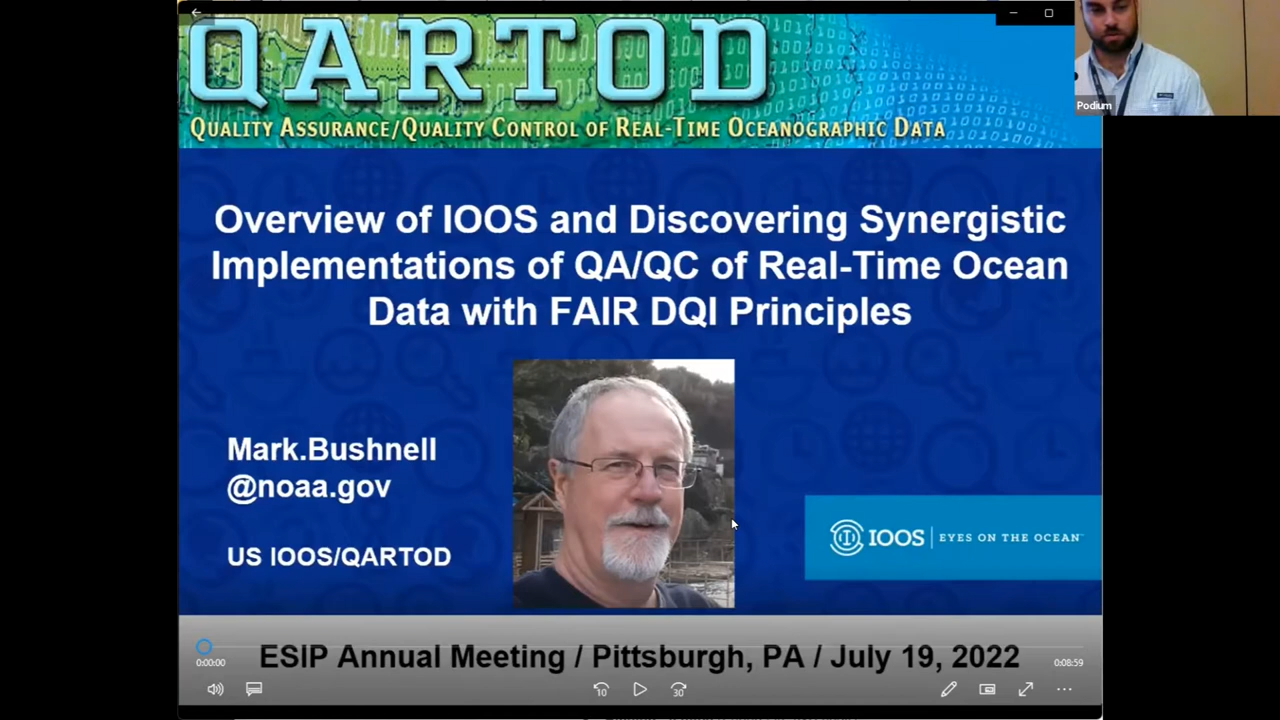 QARTOD
QUALITY ASSURANCE/QUALITY CONTROL OF REAL-TIME OCEANOGRAPHIC DATA
Podium
Overview of IOOS and Discovering Synergistic
Implementations of QA/QC of Real-Time Ocean
Data with FAIR DQI Principles
Mark.Bushnell
@noaa.gov
US IOOS/QARTOD
IOOS | EYES ON THE OCEAN™
ESIP Annual Meeting / Pittsburgh, PA / July 19, 2022
0:00:00
0:08:59
10
30